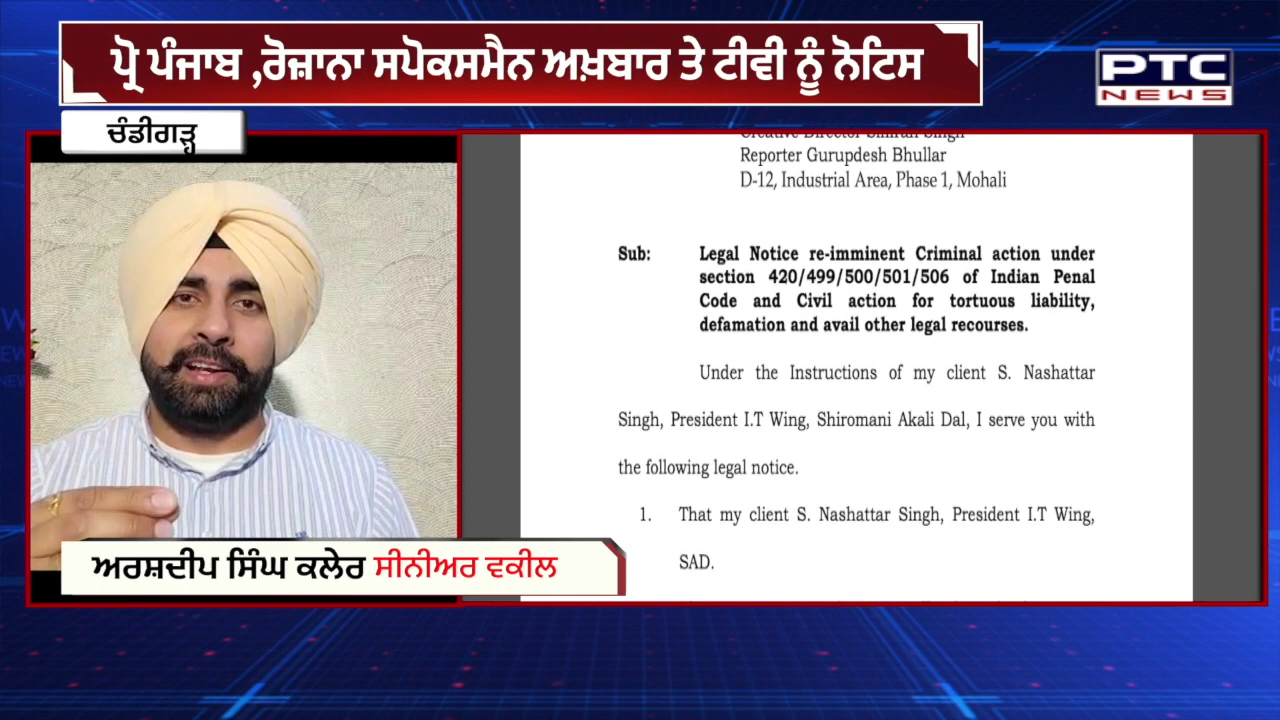 ਪ੍ਰੋ ਪੰਜਾਬ ,ਰੋਜ਼ਾਨਾ ਸਪੋਕਸਮੈਨ ਅਖ਼ਬਾਰ ਤੇ ਟੀਵੀ ਨੂੰ ਨੋਟਿਸ
PTC
NEWS
ਚੰਡੀਗੜ੍ਹ
Creative Director Simran Singh
Reporter Gurupdesh Bhullar
D-12, Industrial Area, Phase 1, Mohali
Sub: Legal Notice re-imminent Criminal action under
section 420/499/500/501/506 of Indian Penal
Code and Civil action for tortuous liability,
defamation and avail other legal recourses.
Under the Instructions of my client S. Nashattar
Singh, President I.T Wing, Shiromani Akali Dal, I serve you with
the following legal notice.
1. That my client S. Nashattar Singh, President I.T Wing,
SAD.
ਅਰਸ਼ਦੀਪ ਸਿੰਘ ਕਲੇਰ ਸੀਨੀਅਰ ਵਕੀਲ